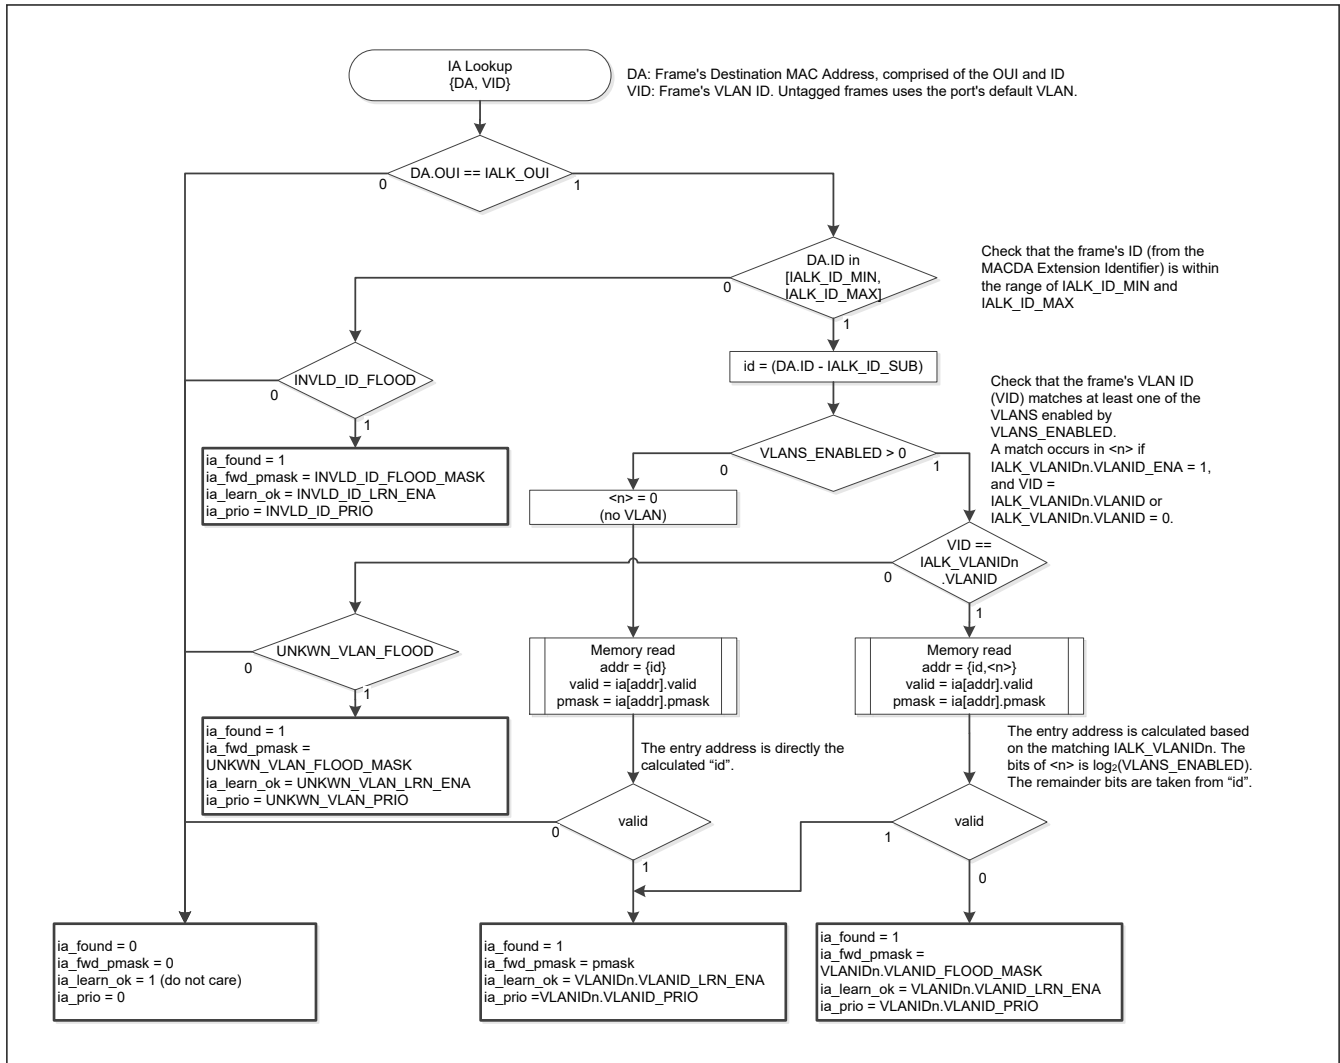 IA Lookup
{DA, VID}
DA: Frame's Destination MAC Address, comprised of the OUI and ID
VID: Frame's VLAN ID. Untagged frames uses the port's default VLAN.
DA.OUI == IALK_OUI
0
1
DA.ID in
[IALK_ID_MIN,
IALK_ID_MAX]
0
1
Check that the frame's ID (from the
MACDA Extension Identifier) is within
the range of IALK_ID_MIN and
IALK_ID_MAX
INVLD_ID_FLOOD
0
1
id = (DA.ID - IALK_ID_SUB)
Check that the frame's VLAN ID
(VID) matches at least one of the
VLANS enabled by
VLANS_ENABLED.
A match occurs in <n> if
IALK_VLANIDn.VLANID_ENA = 1,
and VID =
IALK_VLANIDn.VLANID or
IALK_VLANIDn.VLANID = 0.
VLANS_ENABLED > 0
0
1
ia_found = 1
ia_fwd_pmask = INVLD_ID_FLOOD_MASK
ia_learn_ok = INVLD_ID_LRN_ENA
ia_prio = INVLD_ID_PRIO
<n> = 0
(no VLAN)
VID ==
IALK_VLANIDn
.VLANID
0
1
UNKWN_VLAN_FLOOD
0
1
Memory read
addr = {id}
valid = ia[addr].valid
pmask = ia[addr].pmask
Memory read
addr = {id,<n>}
valid = ia[addr].valid
pmask = ia[addr].pmask
ia_found = 1
ia_fwd_pmask =
UNKWN_VLAN_FLOOD_MASK
ia_learn_ok = UNKWN_VLAN_LRN_ENA
ia_prio = UNKWN_VLAN_PRIO
The entry address is directly the
calculated “id”.
The entry address is calculated based
on the matching IALK_VLANIDn. The
bits of <n> is log₂(VLANS_ENABLED).
The remainder bits are taken from “id”.
valid
0
1
valid
1
0
ia_found = 0
ia_fwd_pmask = 0
ia_learn_ok = 1 (do not care)
ia_prio = 0
ia_found = 1
ia_fwd_pmask = pmask
ia_learn_ok = VLANIDn.VLANID_LRN_ENA
ia_prio =VLANIDn.VLANID_PRIO
ia_found = 1
ia_fwd_pmask =
VLANIDn.VLANID_FLOOD_MASK
ia_learn_ok = VLANIDn.VLANID_LRN_ENA
ia_prio = VLANIDn.VLANID_PRIO